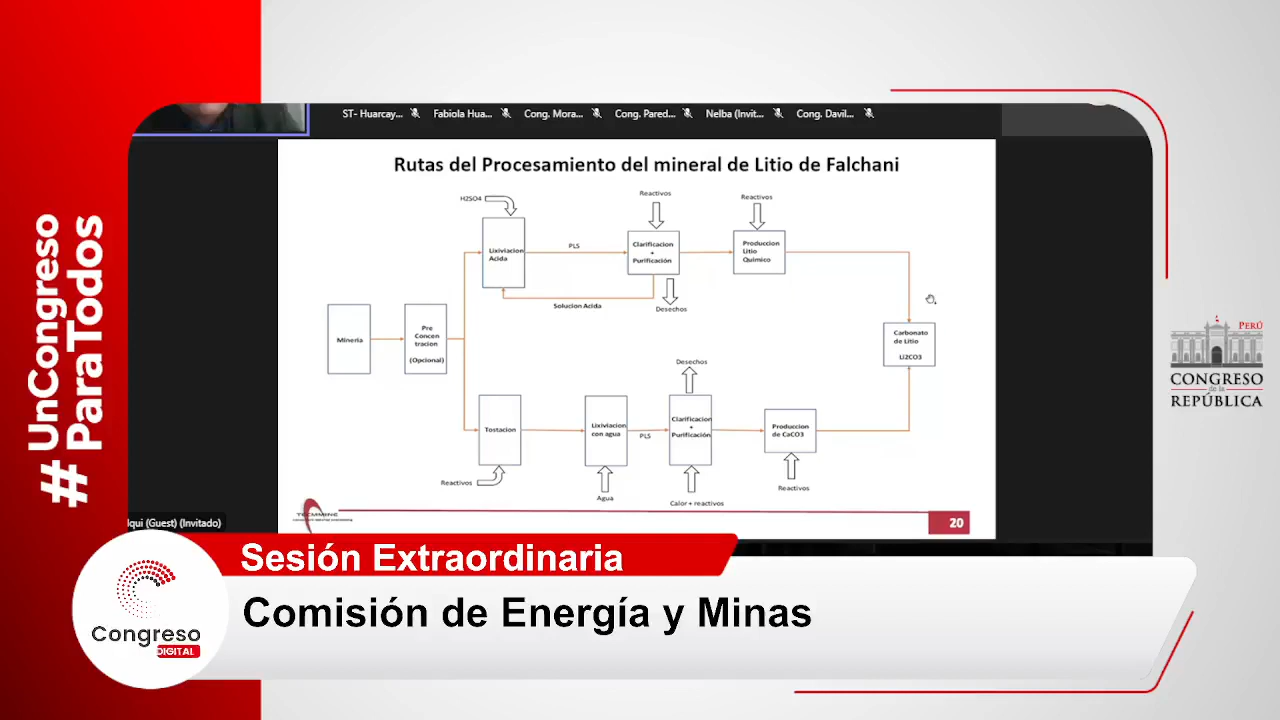 #UnCongreso
ParaTodos
ST- Huarcay...
Fabiola Hua...
Cong. Mora...
Cong. Pared...
Nelba (Invit...
Cong. Davil...
Rutas del Procesamiento del mineral de Litio de Falchani
H2SO4
Reactivos
Reactivos
Lixiviacion
Acida
PLS
Clarificacion
+
Purificación
Produccion
Litio
Quimico
Solucion Acida
Desechos
Mineria
Pre
Concen
tracion
(Opcional)
Carbonato
de Litio
Li2CO3
Desechos
Tostacion
Lixiviacion
con agua
PLS
Clarificacion
+
Purificación
Produccion
de CaCO3
Reactivos
Agua
Calor + reactivos
Reactivos
TECMMINE
20
lqui (Guest) (Invitado)
PERÚ
CONGRESO
de la
REPÚBLICA
Sesión Extraordinaria
Comisión de Energía y Minas
Congreso
DIGITAL